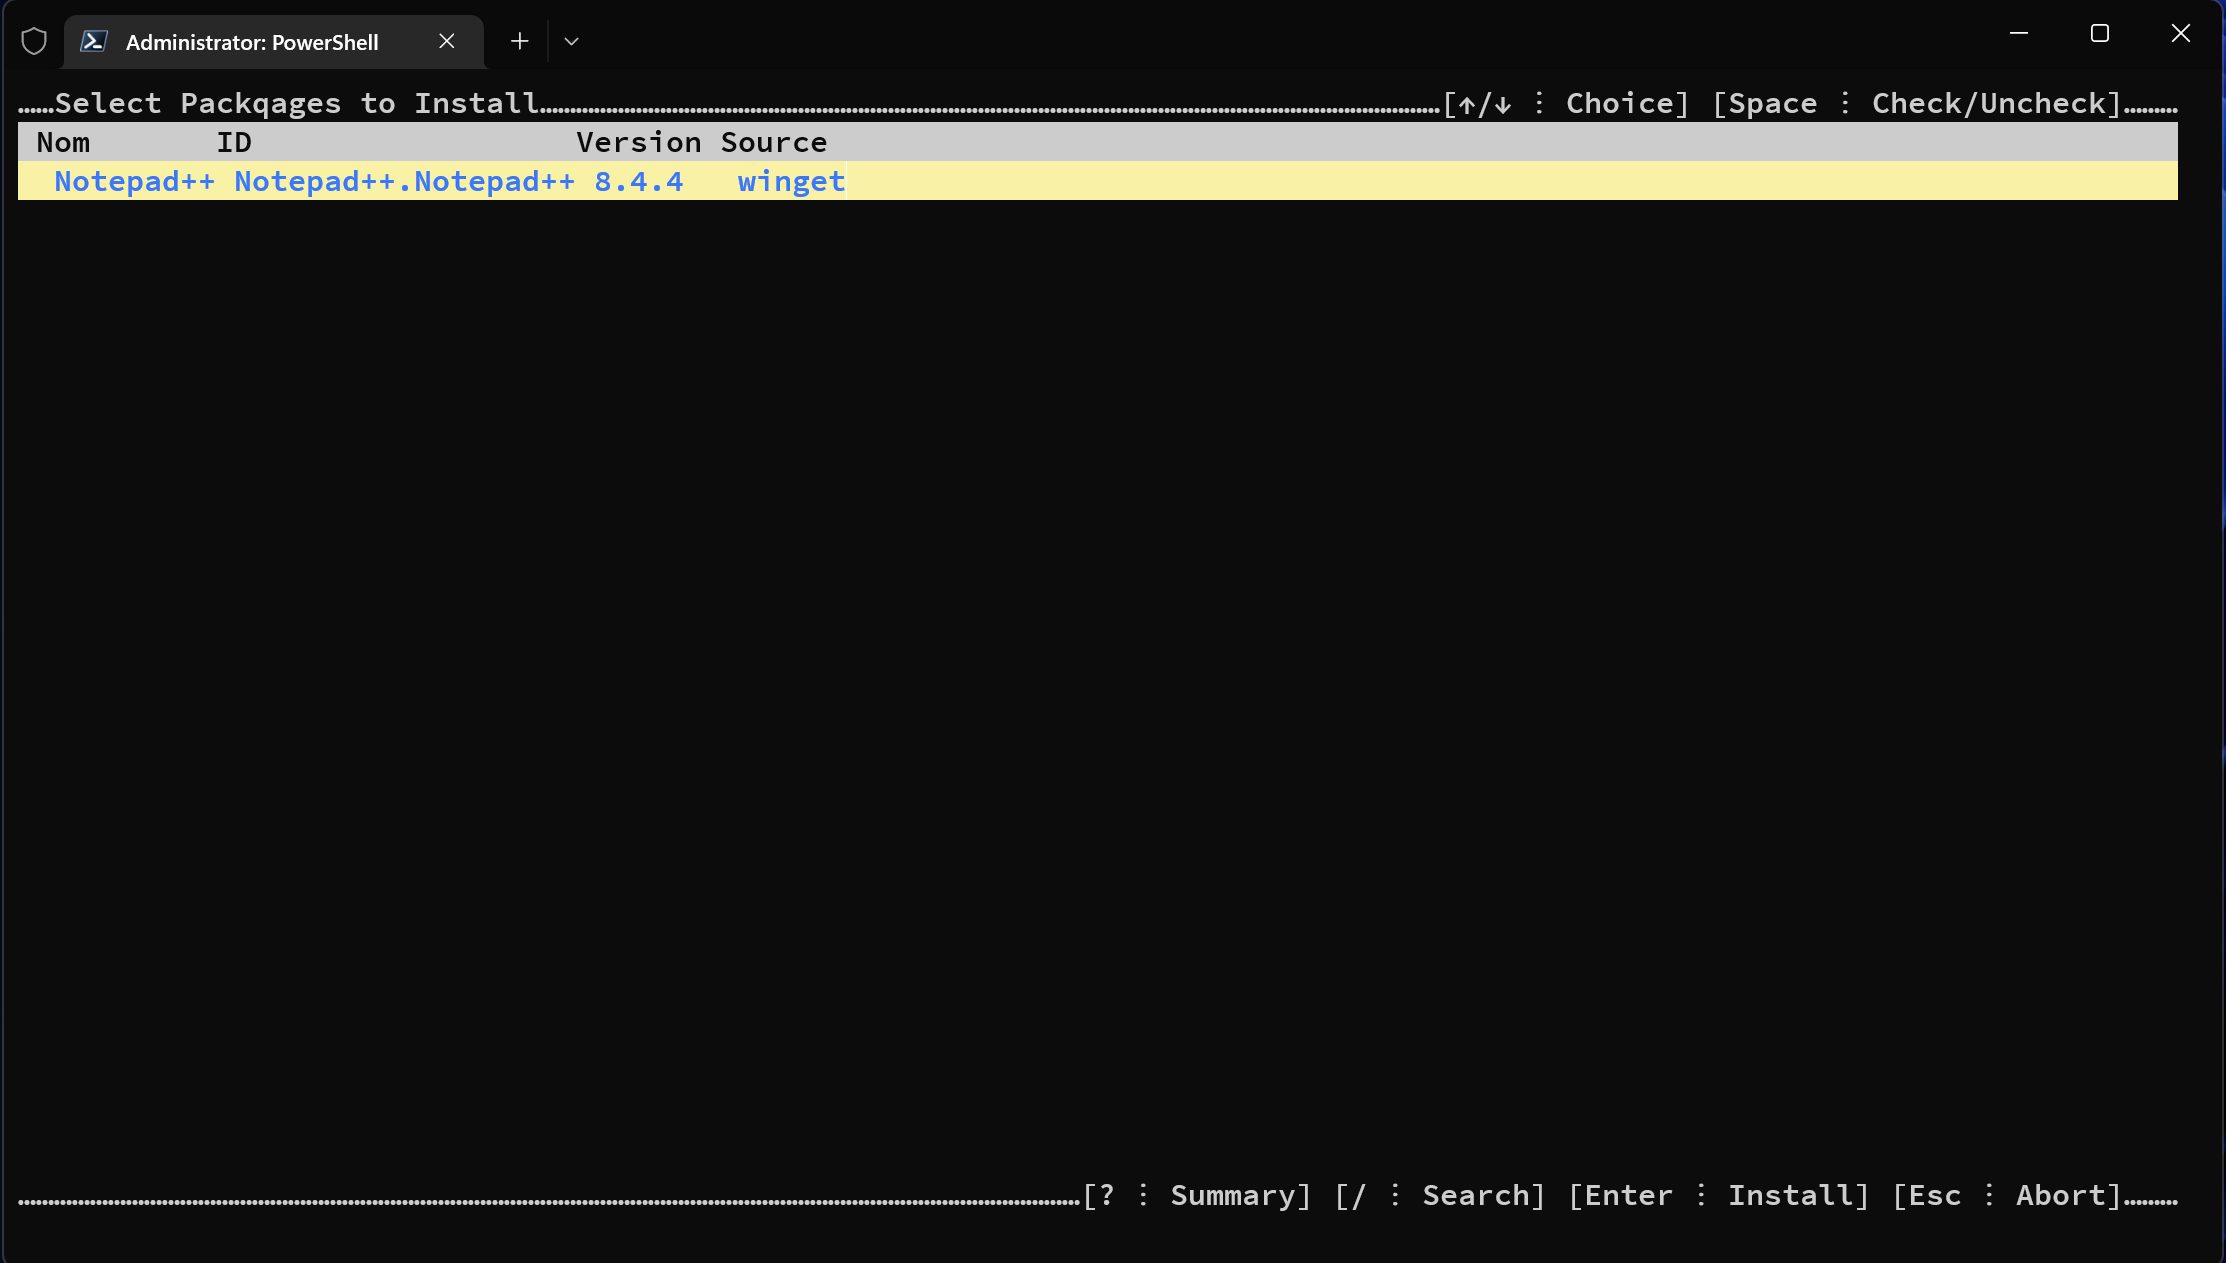 Administrator: PowerShell
……Select Packqages to Install……[↑/↓ ⋮ Choice] [Space ⋮ Check/Uncheck]………
Nom ID Version Source
Notepad++ Notepad++.Notepad++ 8.4.4 winget
……[? ⋮ Summary] [/ ⋮ Search] [Enter ⋮ Install] [Esc ⋮ Abort]………